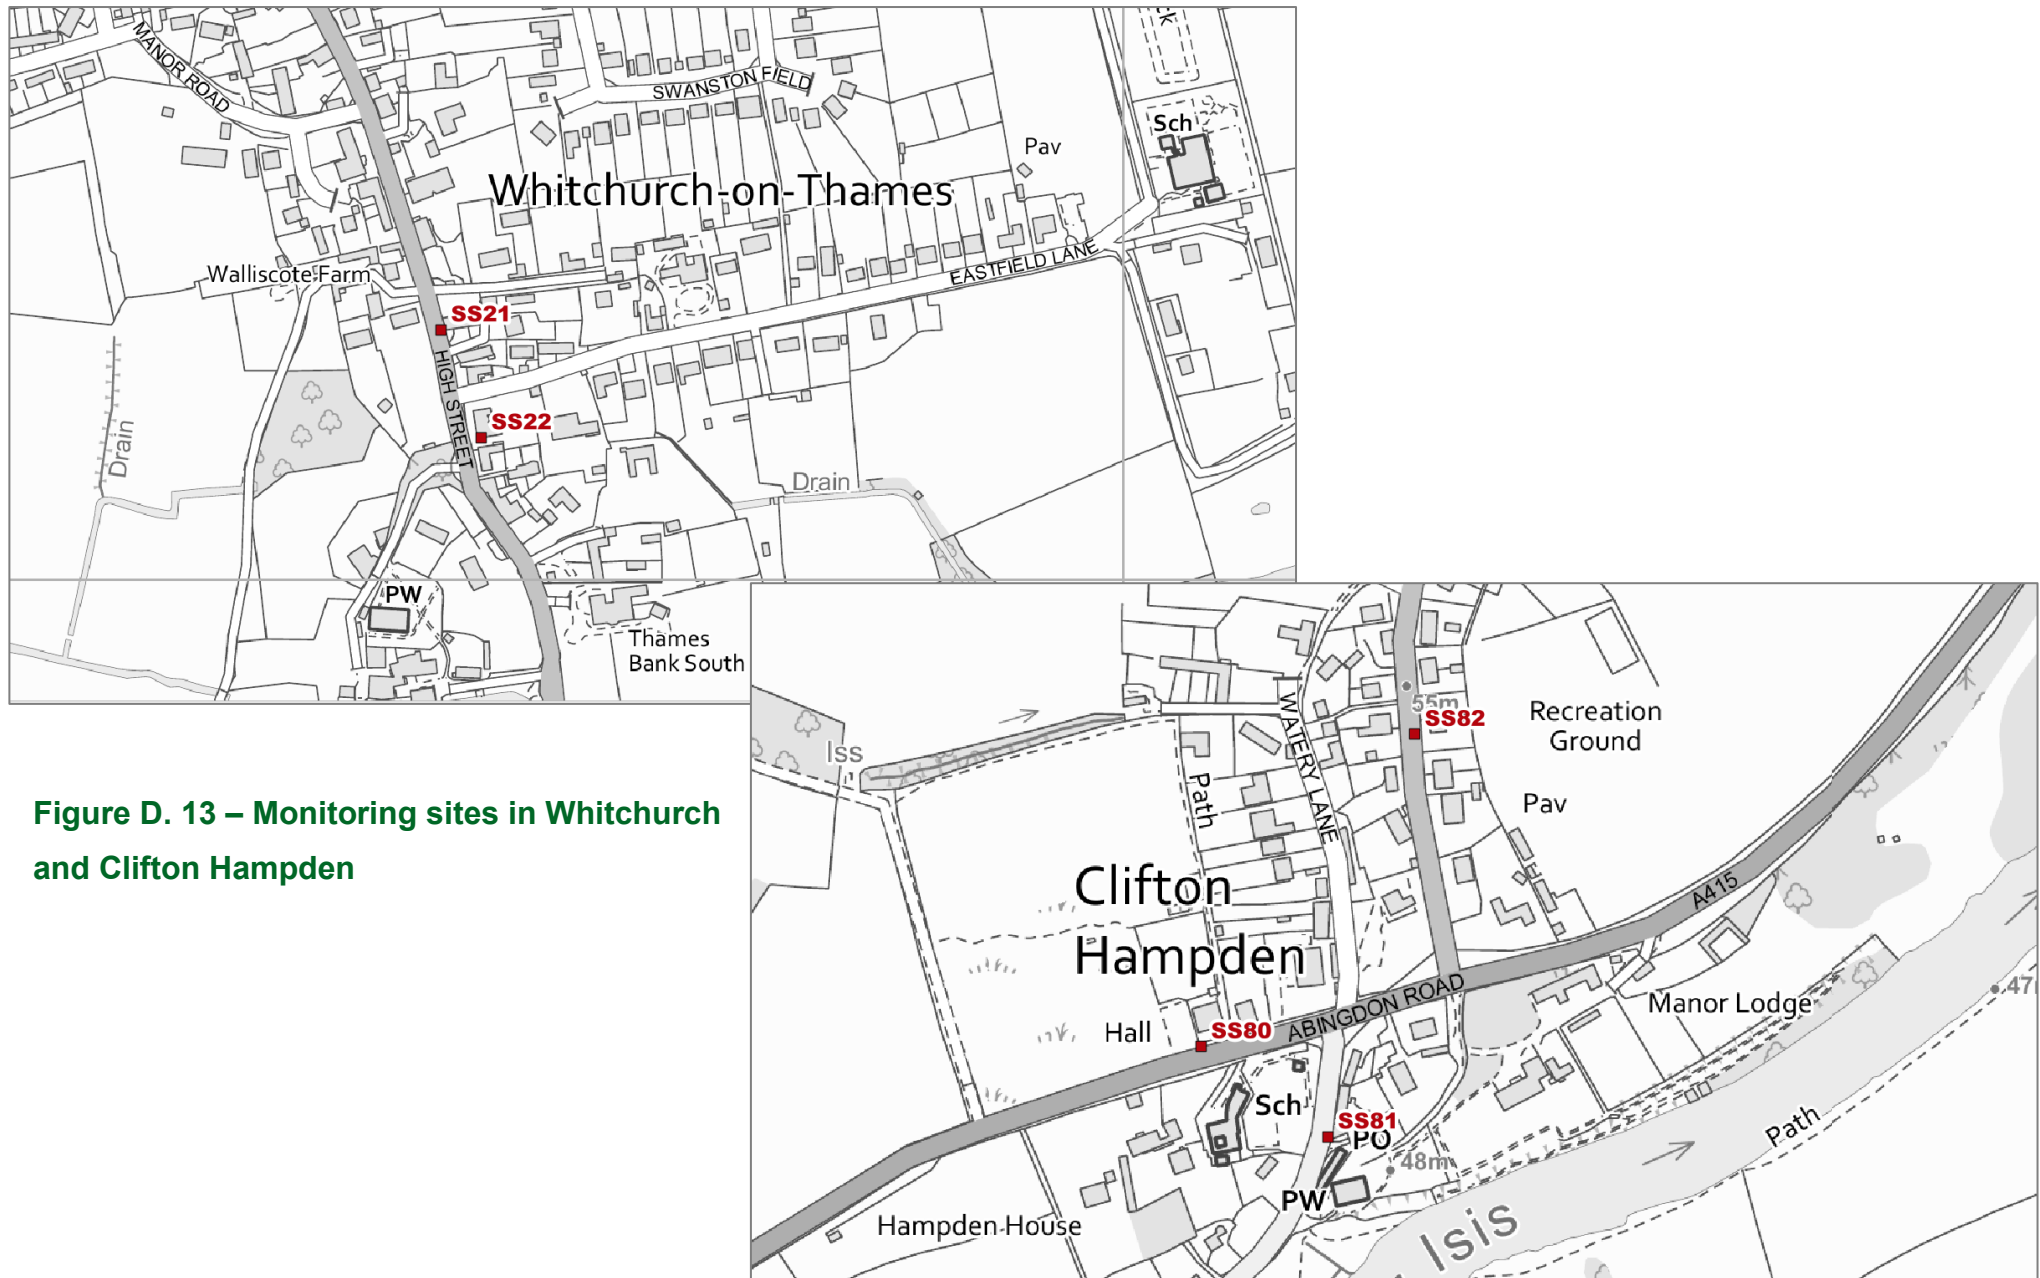 ck
MANOR ROAD
SWANSTON FIELD
Sch
Pav
Whitchurch-on-Thames
Walliscote Farm
EASTFIELD LANE
SS21
HIGH STREET
SS22
Drain
Drain
PW
Thames
Bank South
55m
SS82
Recreation
Ground
WATERY LANE
Iss
Path
Pav
Figure D. 13 – Monitoring sites in Whitchurch
and Clifton Hampden
Clifton
Hampden
A415
47
Manor Lodge
ABINGDON ROAD
Hall
SS80
Sch
SS81
PO
Path
48m
PW
Hampden House
Isis